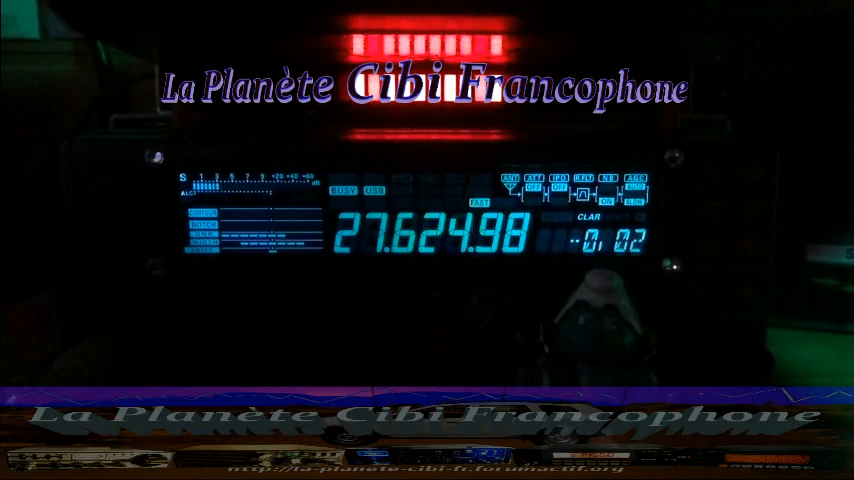 La Planète Cibi Francophone
S 1 3 5 7 9 +20 +40 +60
dB
ALC
BUSY USB
ANT ATT IPO R.FLT NB AGC
OFF OFF AUTO
ON SLOW
FAST
CONTOUR
NOTCH
CLAR
27.624.98
-0.02
WIDTH
SHIFT
La Planète Cibi Francophone
http://la-planete-cibi-fr.forumactif.org